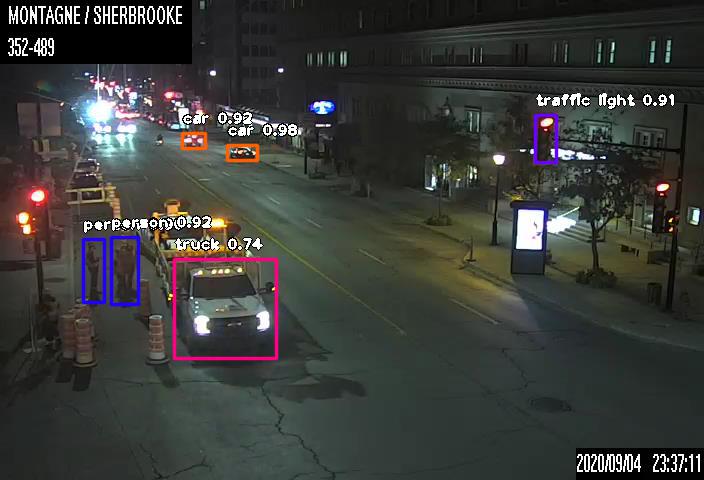 MONTAGNE / SHERBROOKE
352-489
traffic light 0.91
car 0.92
car 0.98
0.92
truck 0.74
2020/09/04 23:37:11